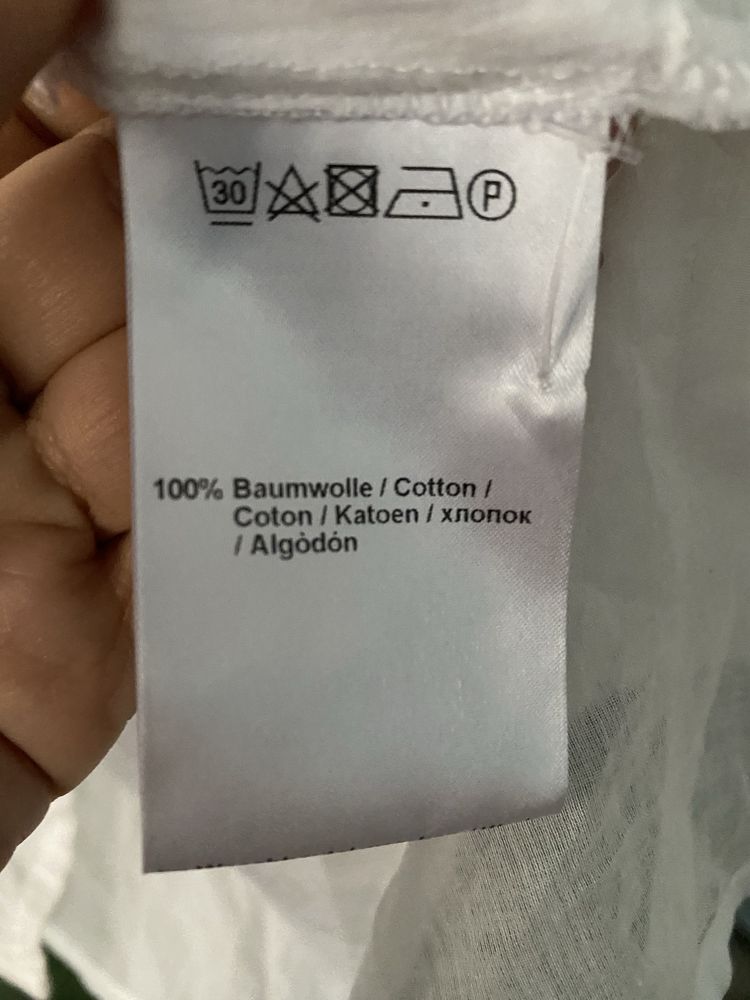 30 P
100% Baumwolle / Cotton /
Coton / Katoen / хлопок
/ Algòdón